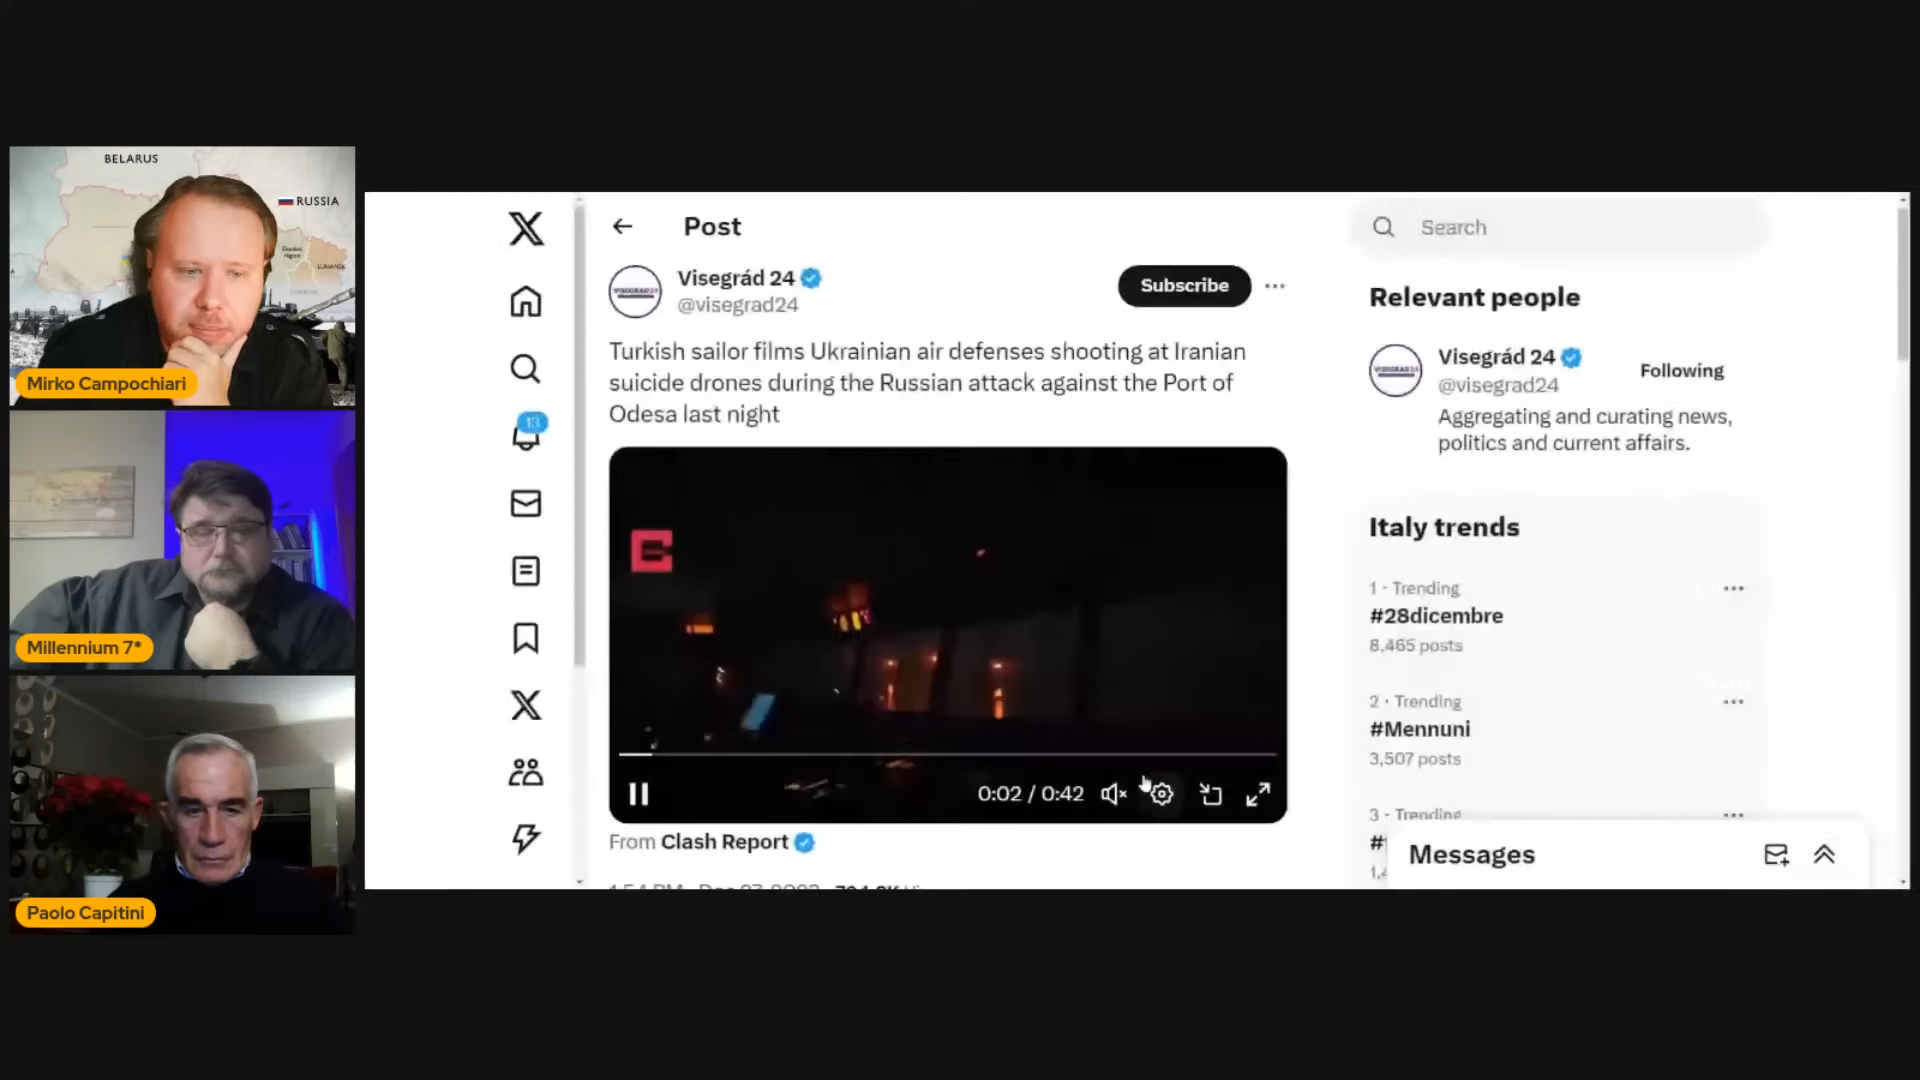 BELARUS
RUSSIA
LUHANSK
Mirko Campochiari
Millennium 7*
Paolo Capitini
13
Post
Visegrád 24
@visegrad24
Subscribe
Turkish sailor films Ukrainian air defenses shooting at Iranian
suicide drones during the Russian attack against the Port of
Odesa last night
0:02 / 0:42
From Clash Report
Search
Relevant people
Visegrád 24
@visegrad24
Following
Aggregating and curating news,
politics and current affairs.
Italy trends
1 · Trending
#28dicembre
8,465 posts
2 · Trending
#Mennuni
3,507 posts
3 · Trending
Messages